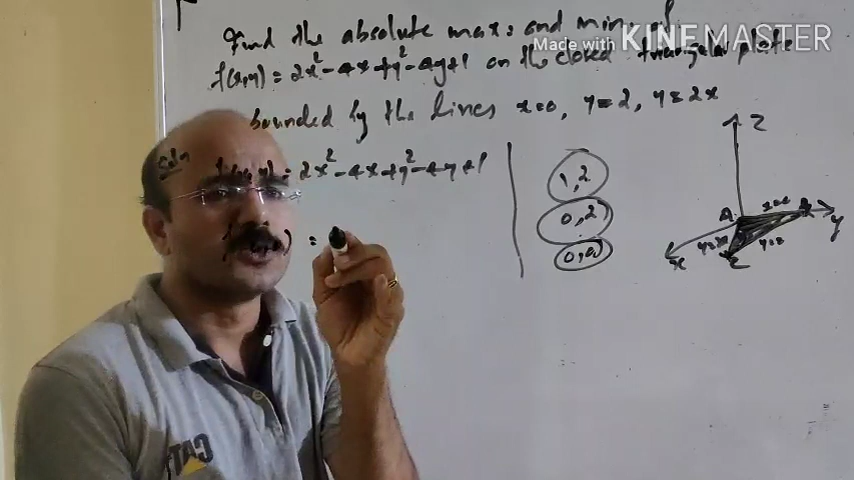 Find the absolute max: and min: of
f(x,y) = 2x² - 4x + y² - 4y + 1 on the closed triangular plate
bounded by the lines x=0, y=2, y=2x
Made with KINEMASTER
Soln
= 2x² - 4x + y² - 4y + 1
=
1, 2
0, 2
0, 0
Z
A
x=0
y
y=2x
y=2
x
CAT